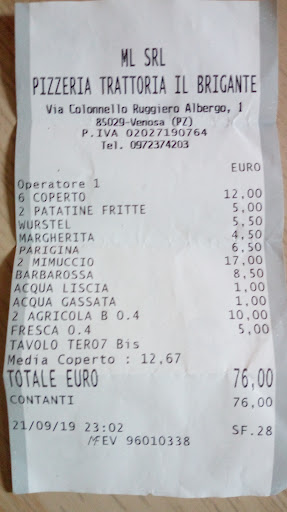 ML SRL
PIZZERIA TRATTORIA IL BRIGANTE
Via Colonnello Ruggiero Albergo, 1
85029-Venosa (PZ)
P.IVA 02027190764
Tel. 0972374203
EURO
Operatore 1
6 COPERTO 12,00
2 PATATINE FRITTE 5,00
WURSTEL 5,50
MARGHERITA 4,50
PARIGINA 6,50
2 MIMUCCIO 17,00
BARBAROSSA 8,50
ACQUA LISCIA 1,00
ACQUA GASSATA 1,00
2 AGRICOLA B 0.4 10,00
FRESCA 0.4 5,00
TAVOLO TER07 Bis
Media Coperto : 12,67
TOTALE EURO 76,00
CONTANTI 76,00
21/09/19 23:02 SF.28
MFEV 96010338